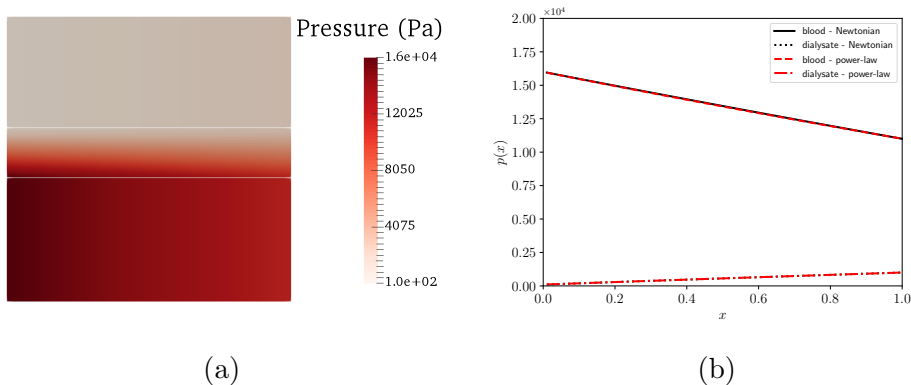 Pressure (Pa)
1.6e+04
12025
8050
4075
1.0e+02
(a)
×10⁴
2.00
1.75
1.50
1.25
1.00
0.75
0.50
0.25
0.00
p(x)
0.0 0.2 0.4 0.6 0.8 1.0
x
blood - Newtonian
dialysate - Newtonian
blood - power-law
dialysate - power-law
(b)